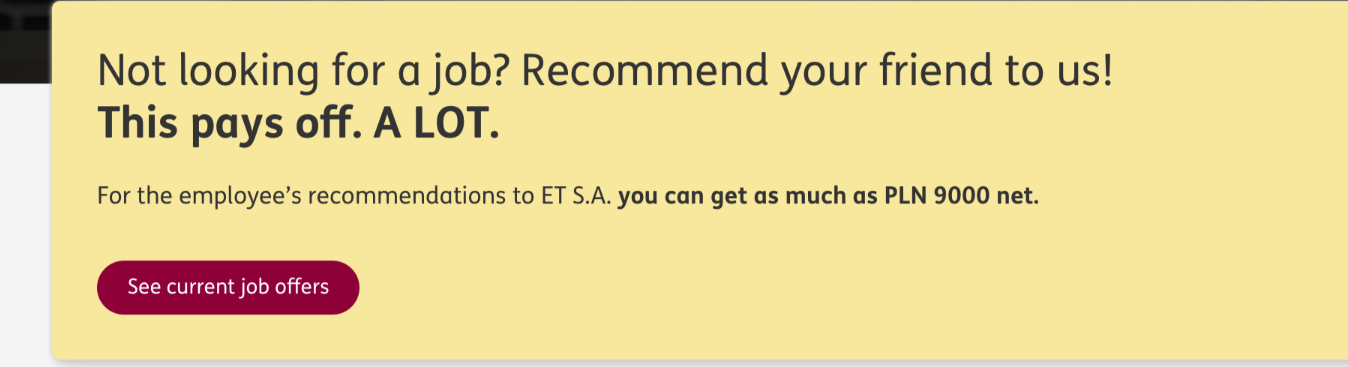 Not looking for a job? Recommend your friend to us!
This pays off. A LOT.
For the employee’s recommendations to ET S.A. you can get as much as PLN 9000 net.
See current job offers